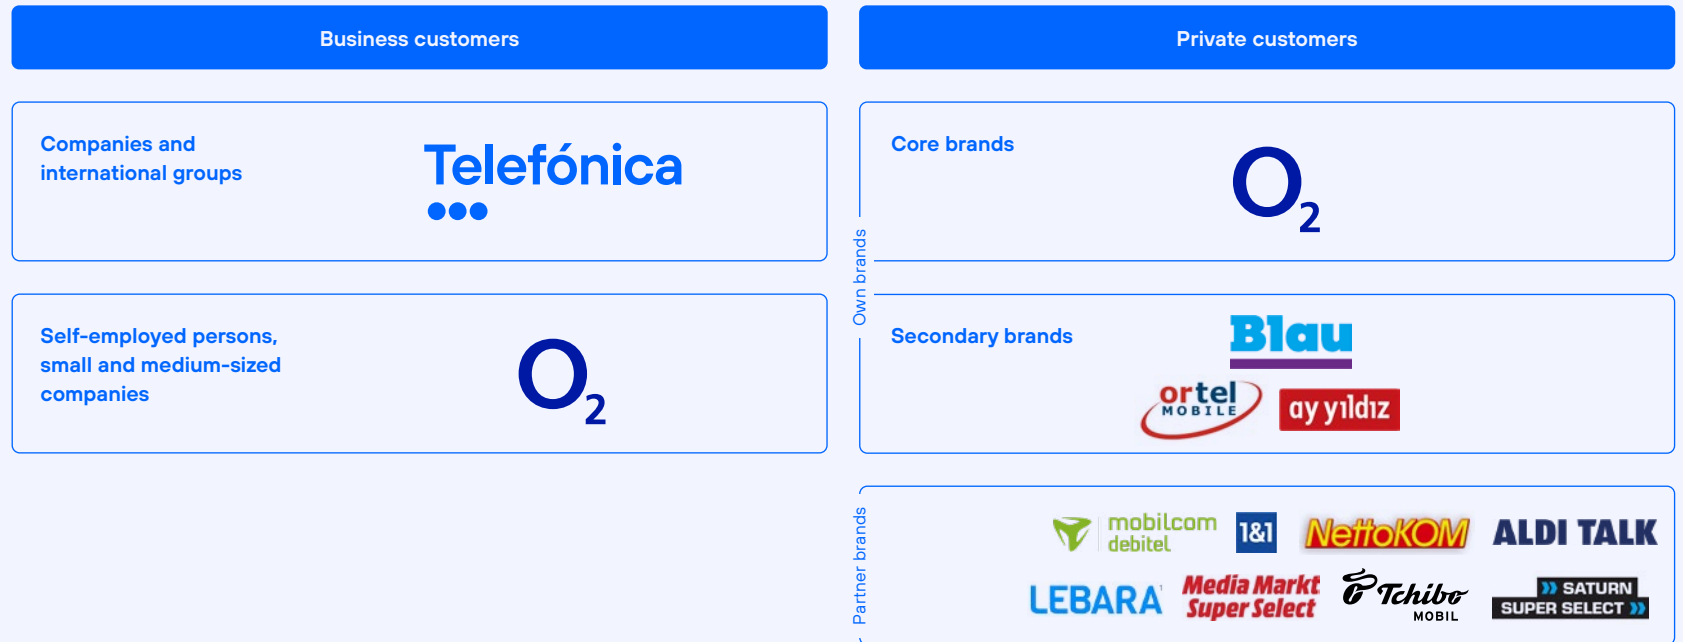 Business customers
Companies and
international groups
Telefónica
Self-employed persons,
small and medium-sized
companies
O2
Private customers
Own brands
Core brands
O2
Secondary brands
Blau
ortel
MOBILE
ay yıldız
Partner brands
mobilcom
debitel
1&1
NettoKOM
ALDI TALK
LEBARA
Media Markt
Super Select
Tchibo
MOBIL
SATURN
SUPER SELECT